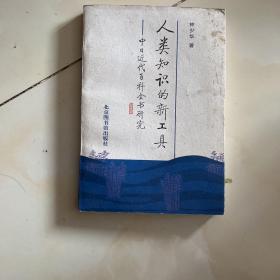 钟少华 著
人类知识的新工具
中日近代百科全书研究
北京图书馆出版社